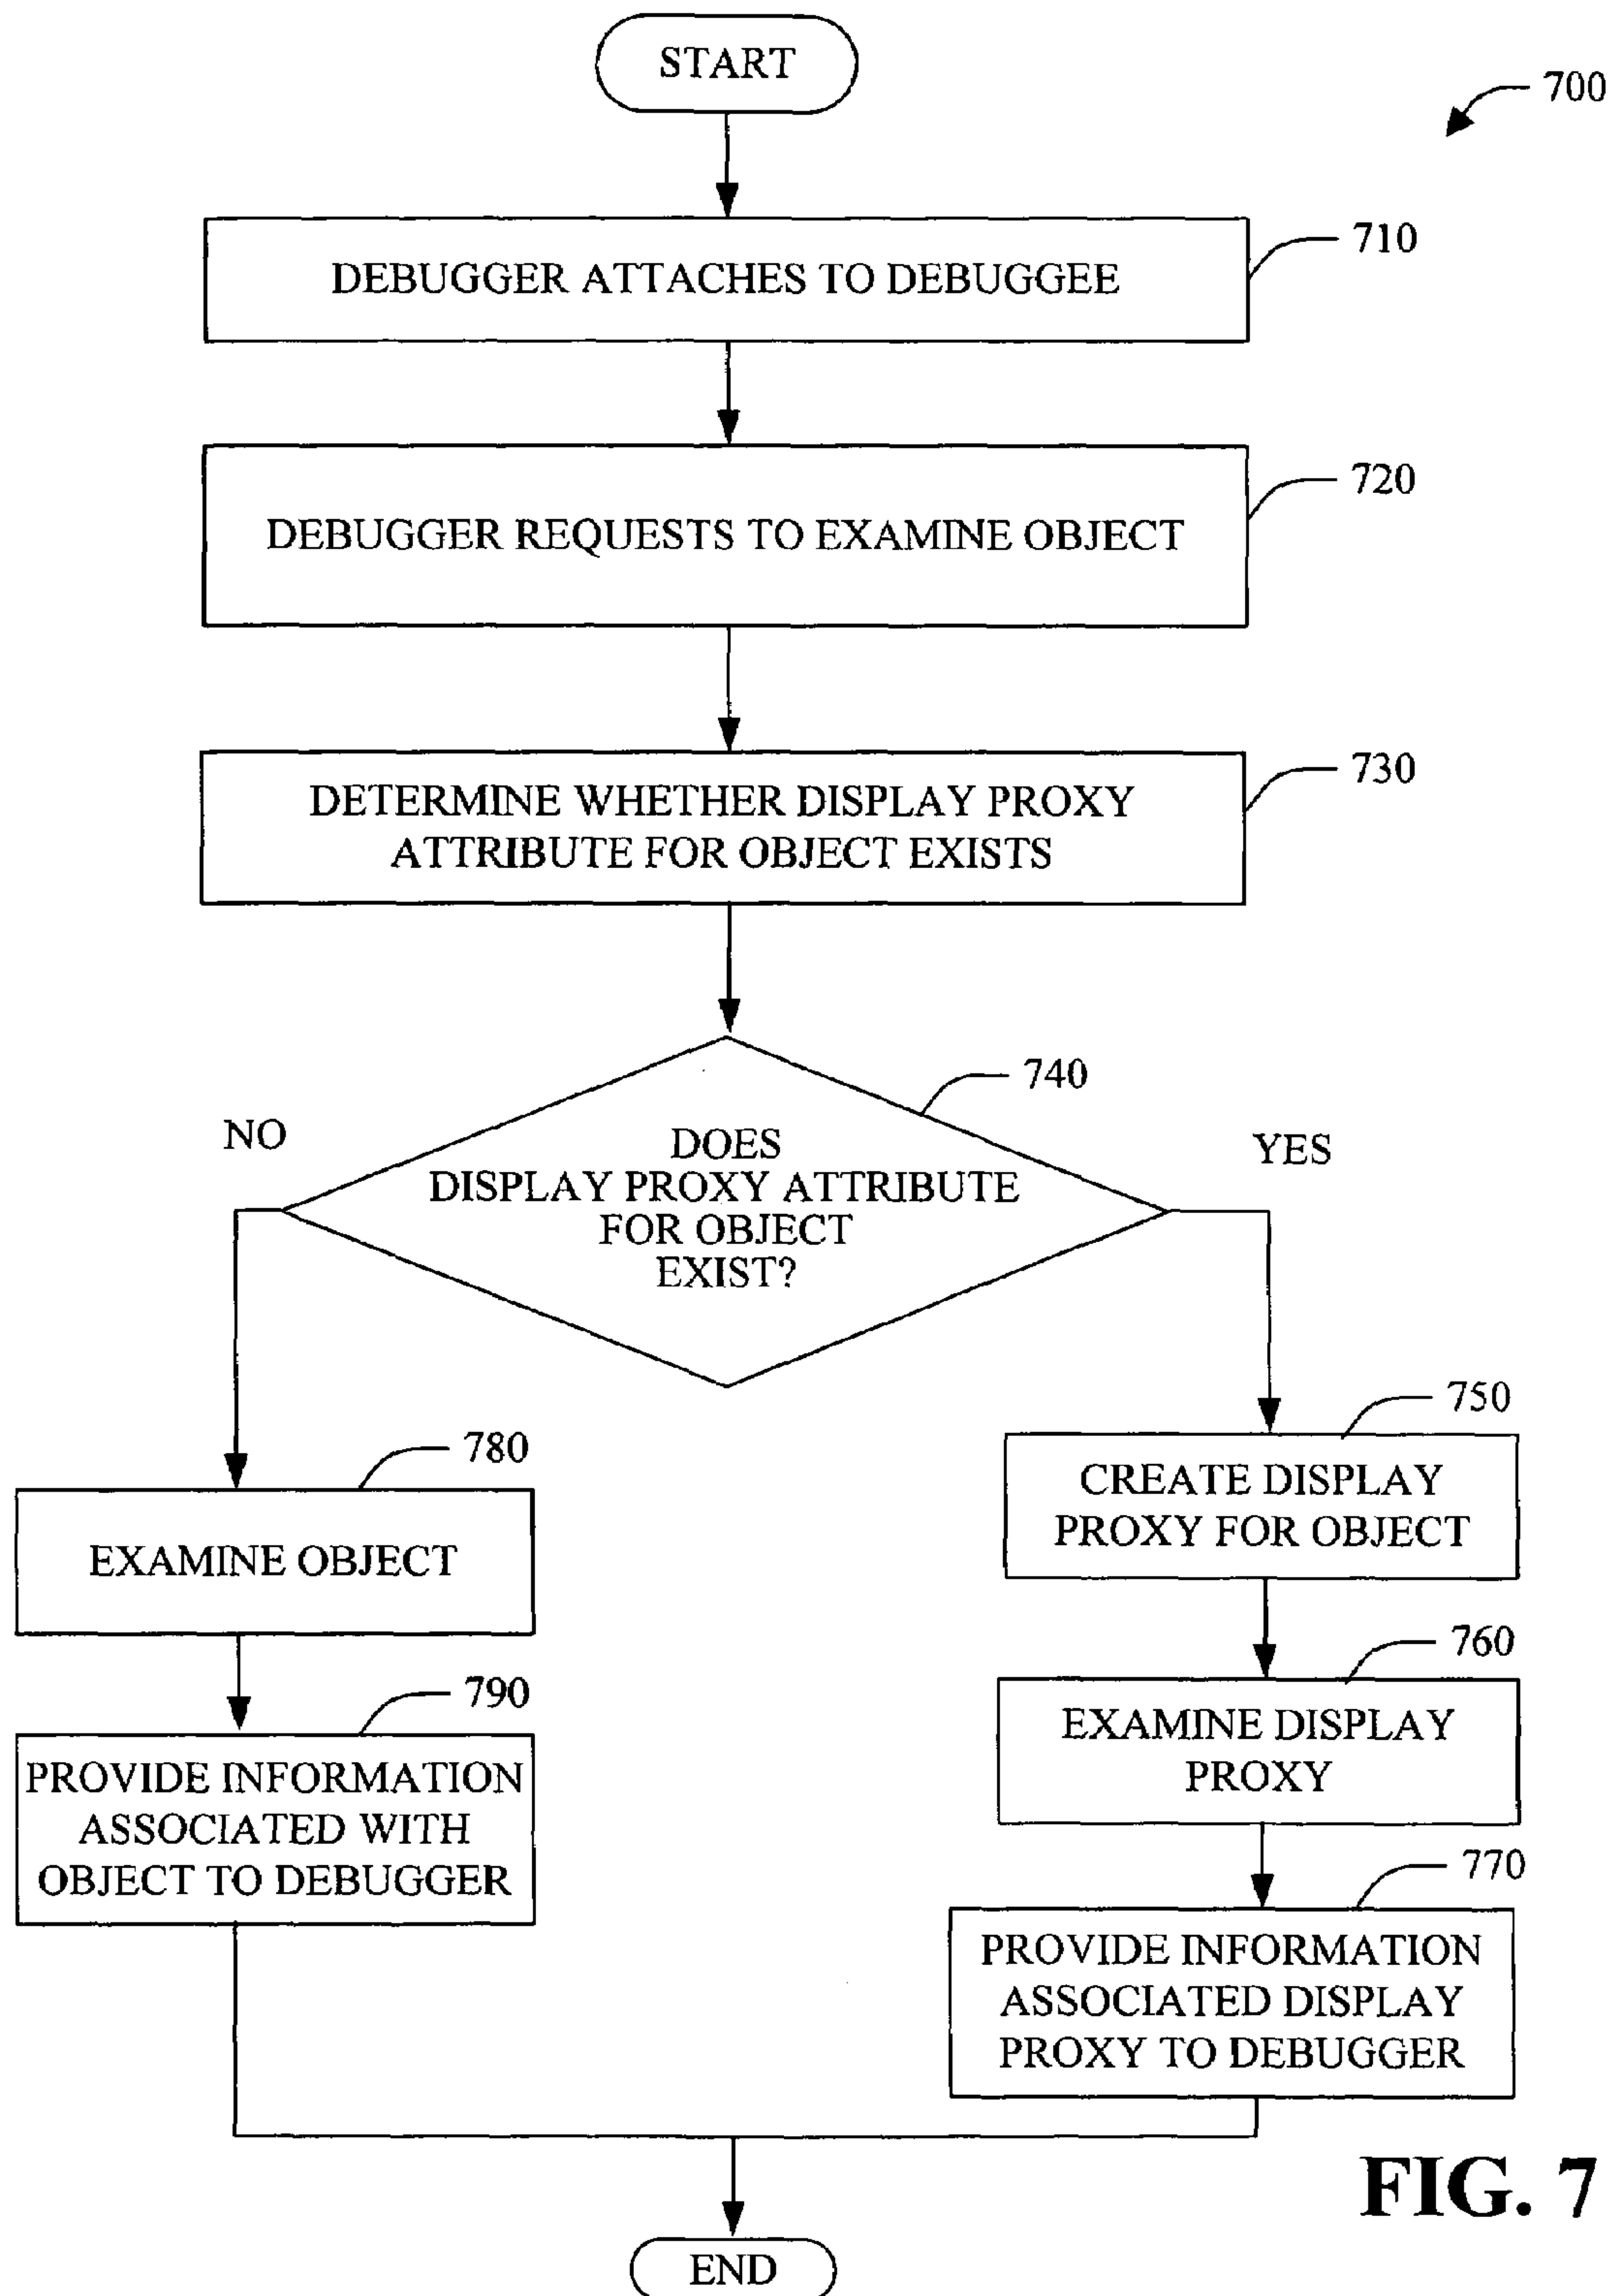 START
700
710
DEBUGGER ATTACHES TO DEBUGGEE
720
DEBUGGER REQUESTS TO EXAMINE OBJECT
730
DETERMINE WHETHER DISPLAY PROXY
ATTRIBUTE FOR OBJECT EXISTS
740
NO
YES
DOES
DISPLAY PROXY ATTRIBUTE
FOR OBJECT
EXIST?
780
EXAMINE OBJECT
790
PROVIDE INFORMATION
ASSOCIATED WITH
OBJECT TO DEBUGGER
750
CREATE DISPLAY
PROXY FOR OBJECT
760
EXAMINE DISPLAY
PROXY
770
PROVIDE INFORMATION
ASSOCIATED DISPLAY
PROXY TO DEBUGGER
FIG. 7
END